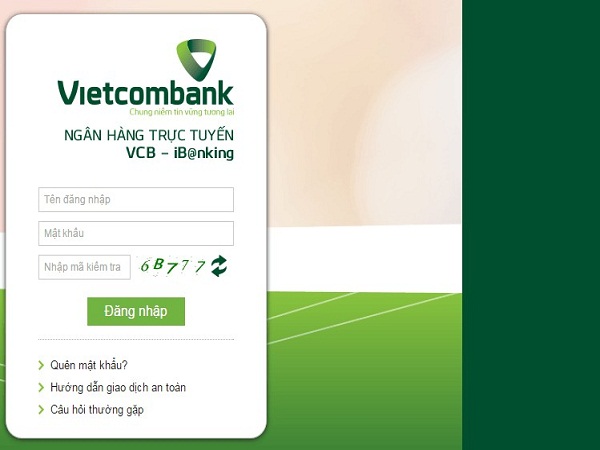 Vietcombank
Chung niềm tin vững tương lai
NGÂN HÀNG TRỰC TUYẾN
VCB – iB@nking
Tên đăng nhập
Mật khẩu
Nhập mã kiểm tra
6B777
Đăng nhập
Quên mật khẩu?
Hướng dẫn giao dịch an toàn
Câu hỏi thường gặp